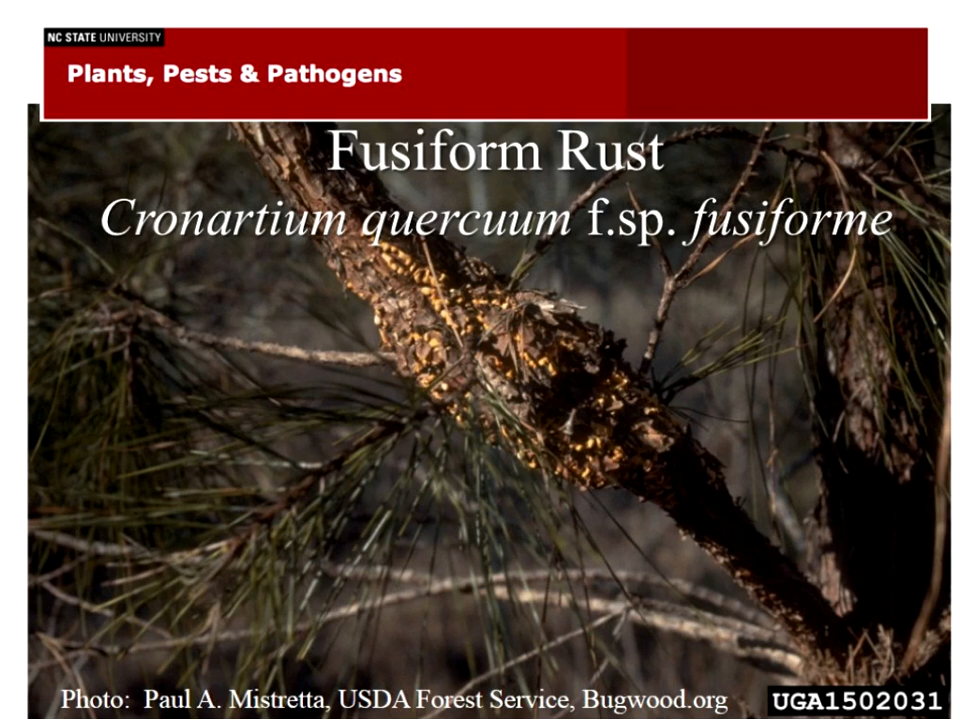 NC STATE UNIVERSITY
Plants, Pests & Pathogens
Fusiform Rust
Cronartium quercuum f.sp. fusiforme
Photo: Paul A. Mistretta, USDA Forest Service, Bugwood.org
UGA1502031